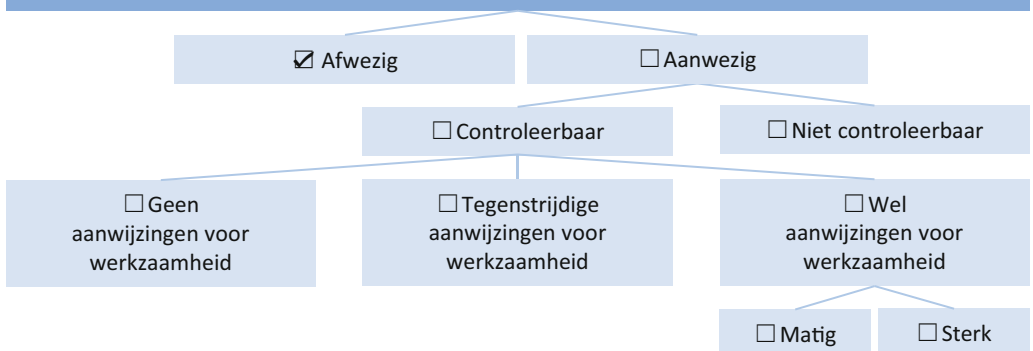 ☑ Afwezig
☐ Aanwezig
☐ Controleerbaar
☐ Niet controleerbaar
☐ Geen
aanwijzingen voor
werkzaamheid
☐ Tegenstrijdige
aanwijzingen voor
werkzaamheid
☐ Wel
aanwijzingen voor
werkzaamheid
☐ Matig
☐ Sterk